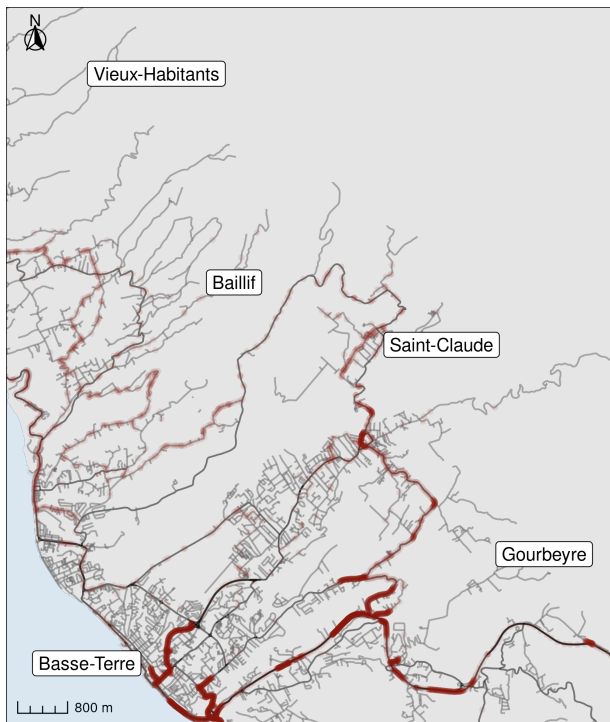 N
Vieux-Habitants
Baillif
Saint-Claude
Gourbeyre
Basse-Terre
800 m